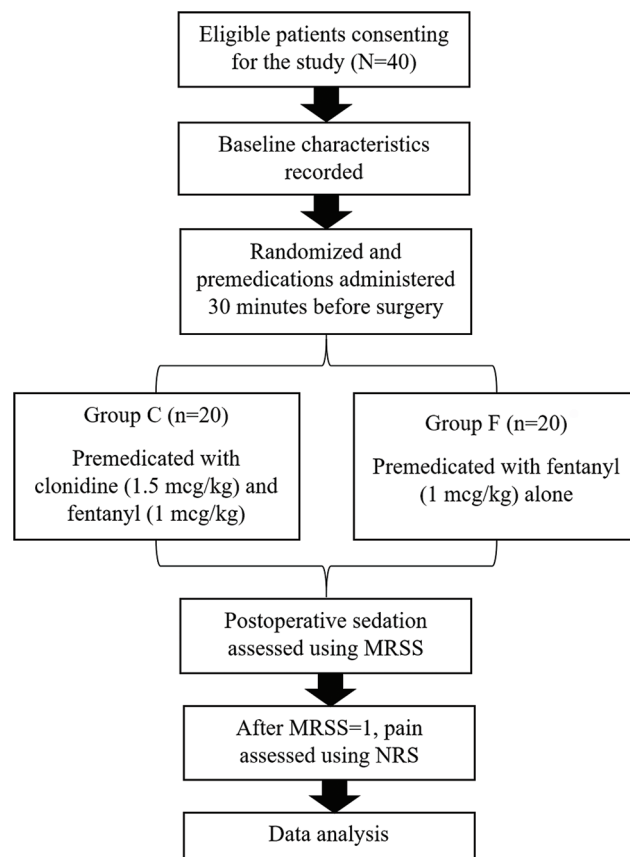 Eligible patients consenting
for the study (N=40)
Baseline characteristics
recorded
Randomized and
premedications administered
30 minutes before surgery
Group C (n=20)
Premedicated with
clonidine (1.5 mcg/kg) and
fentanyl (1 mcg/kg)
Group F (n=20)
Premedicated with fentanyl
(1 mcg/kg) alone
Postoperative sedation
assessed using MRSS
After MRSS=1, pain
assessed using NRS
Data analysis